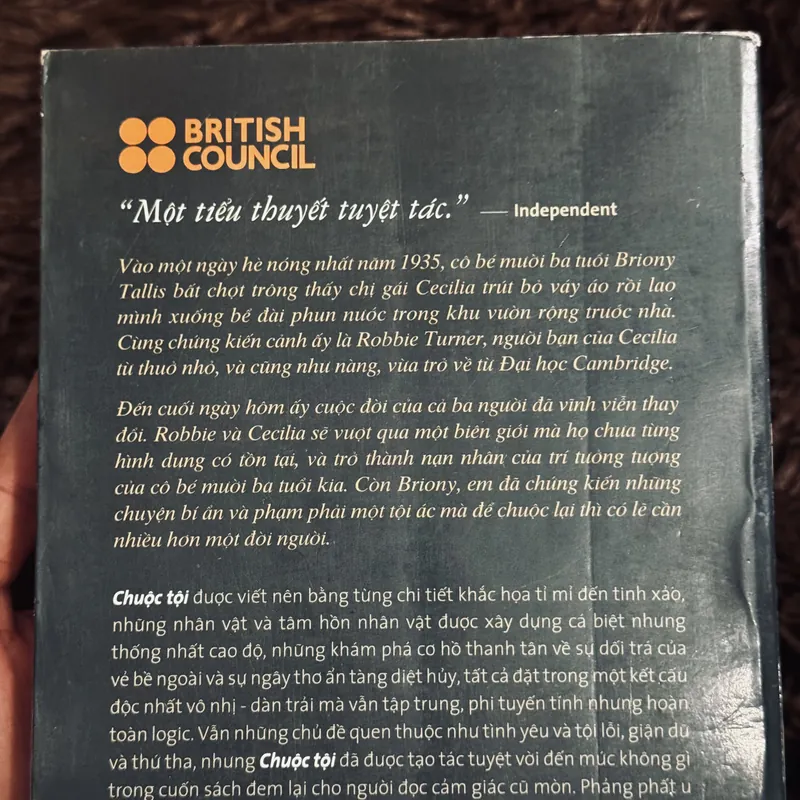 BRITISH
COUNCIL
“Một tiểu thuyết tuyệt tác.” — Independent
Vào một ngày hè nóng nhất năm 1935, cô bé mười ba tuổi Briony
Tallis bất chợt trông thấy chị gái Cecilia trút bỏ váy áo rồi lao
mình xuống bể đài phun nước trong khu vườn rộng trước nhà.
Cùng chứng kiến cảnh ấy là Robbie Turner, người bạn của Cecilia
từ thuở nhỏ, và cũng như nàng, vừa trở về từ Đại học Cambridge.
Đến cuối ngày hôm ấy cuộc đời của cả ba người đã vĩnh viễn thay
đổi. Robbie và Cecilia sẽ vượt qua một biên giới mà họ chưa từng
hình dung có tồn tại, và trở thành nạn nhân của trí tưởng tượng
của cô bé mười ba tuổi kia. Còn Briony, em đã chứng kiến những
chuyện bí ẩn và phạm phải một tội ác mà để chuộc lại thì có lẽ cần
nhiều hơn một đời người.
Chuộc tội được viết nên bằng từng chi tiết khắc họa tỉ mỉ đến tinh xảo,
những nhân vật và tâm hồn nhân vật được xây dựng cá biệt nhưng
thống nhất cao độ, những khám phá cơ hồ thanh tân về sự dối trá của
vẻ bề ngoài và sự ngây thơ ẩn tàng diệt hủy, tất cả đặt trong một kết cấu
độc nhất vô nhị - dàn trải mà vẫn tập trung, phi tuyến tính nhưng hoàn
toàn logic. Vẫn những chủ đề quen thuộc như tình yêu và tội lỗi, giận dữ
và thứ tha, nhưng Chuộc tội đã được tạo tác tuyệt vời đến mức không gì
trong cuốn sách đem lại cho người đọc cảm giác cũ mòn. Phảng phất u